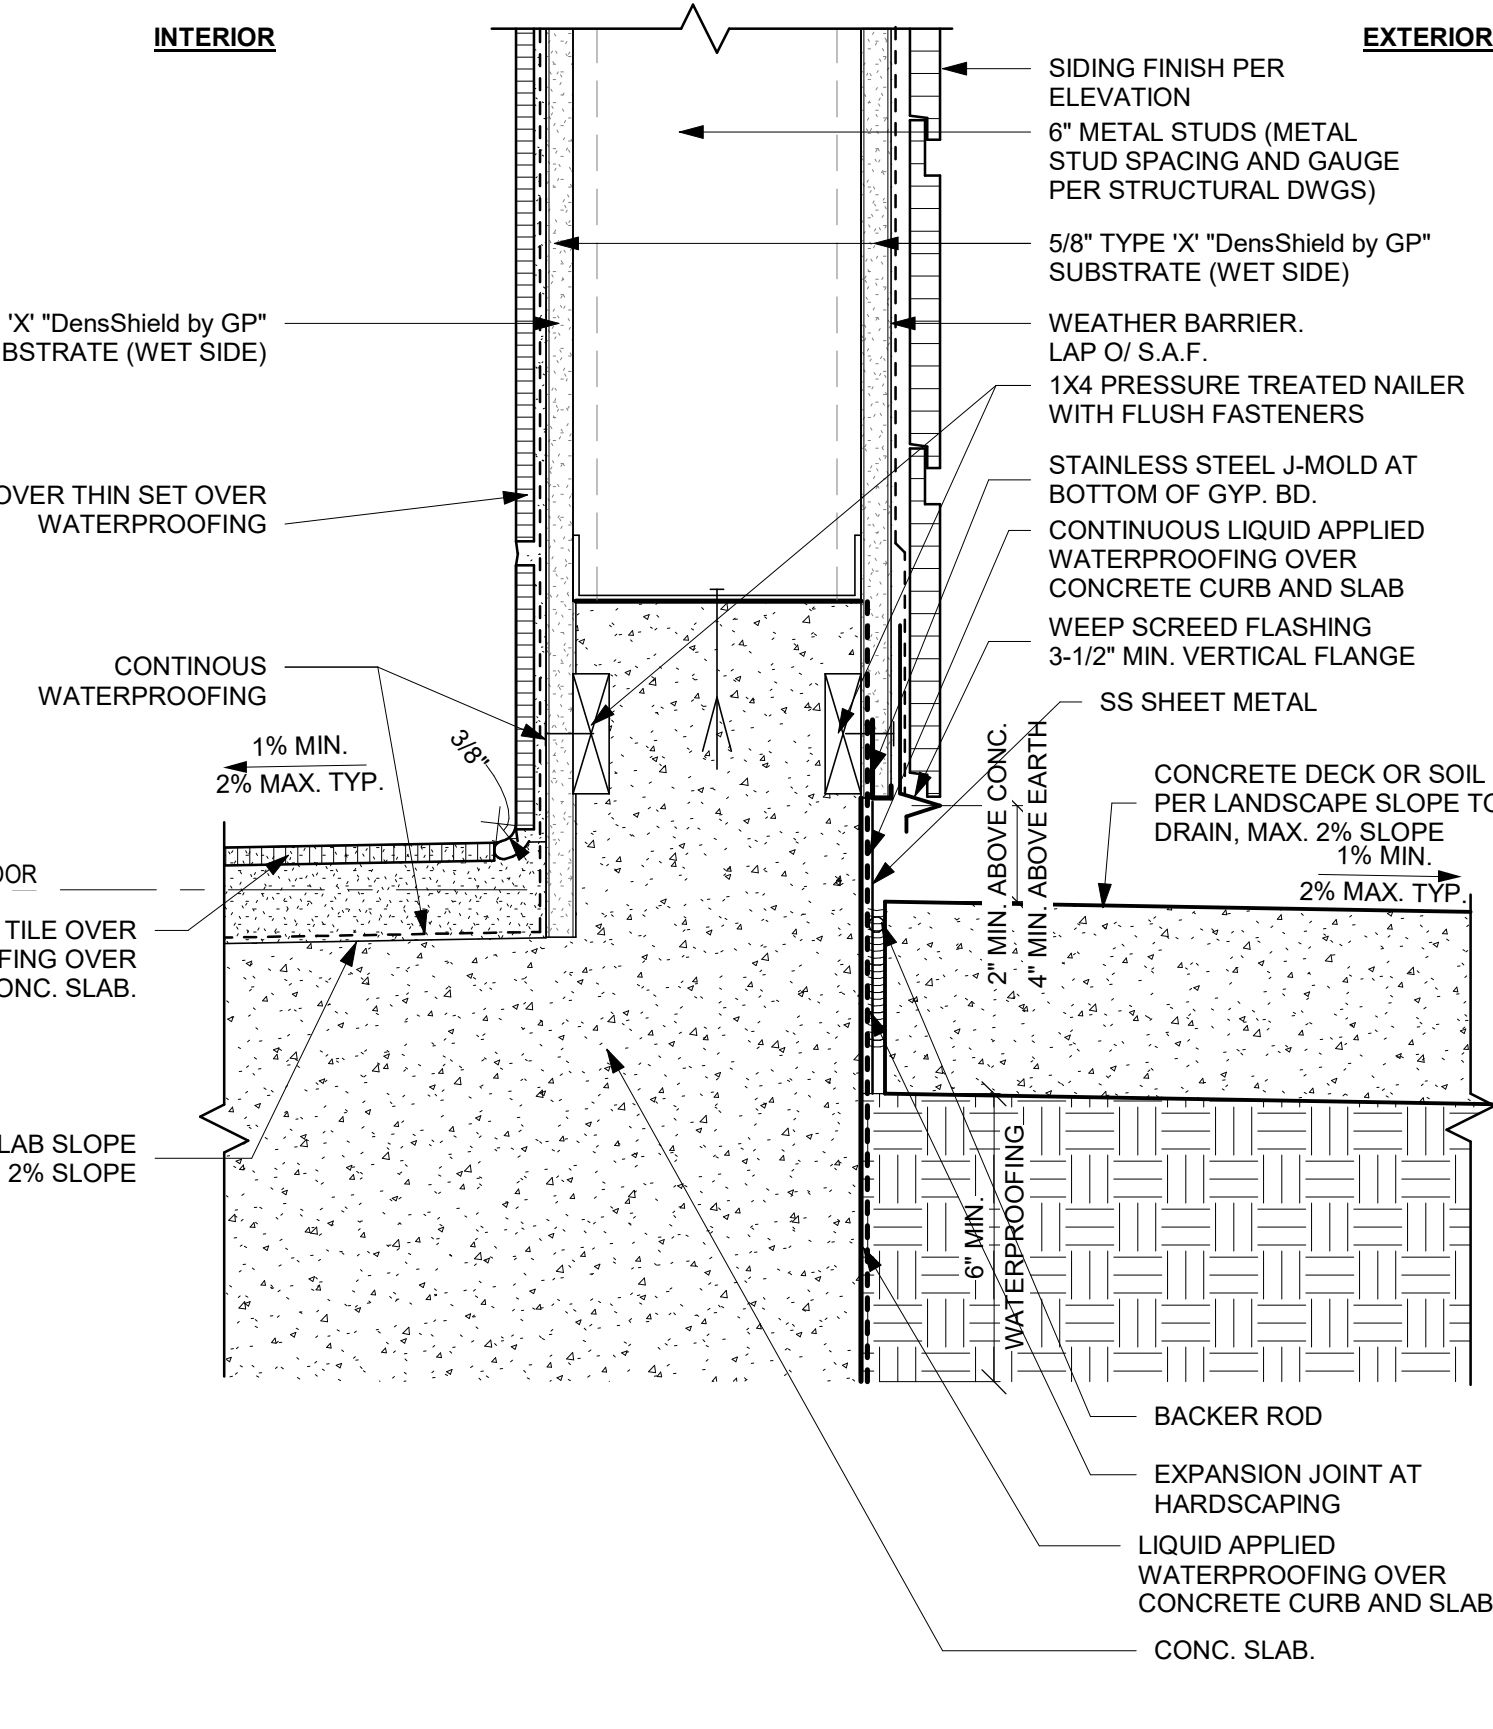 INTERIOR
EXTERIOR
SIDING FINISH PER
ELEVATION
6" METAL STUDS (METAL
STUD SPACING AND GAUGE
PER STRUCTURAL DWGS)
5/8" TYPE 'X' "DensShield by GP"
SUBSTRATE (WET SIDE)
'X' "DensShield by GP"
BSTRATE (WET SIDE)
WEATHER BARRIER.
LAP O/ S.A.F.
1X4 PRESSURE TREATED NAILER
WITH FLUSH FASTENERS
STAINLESS STEEL J-MOLD AT
BOTTOM OF GYP. BD.
OVER THIN SET OVER
WATERPROOFING
CONTINUOUS LIQUID APPLIED
WATERPROOFING OVER
CONCRETE CURB AND SLAB
WEEP SCREED FLASHING
3-1/2" MIN. VERTICAL FLANGE
CONTINOUS
WATERPROOFING
SS SHEET METAL
1% MIN.
2% MAX. TYP.
3/8"
2" MIN. ABOVE CONC.
4" MIN. ABOVE EARTH
CONCRETE DECK OR SOIL
PER LANDSCAPE SLOPE TO
DRAIN, MAX. 2% SLOPE
1% MIN.
2% MAX. TYP.
OOR
TILE OVER
FING OVER
ONC. SLAB.
LAB SLOPE
2% SLOPE
6" MIN.
WATERPROOFING
BACKER ROD
EXPANSION JOINT AT
HARDSCAPING
LIQUID APPLIED
WATERPROOFING OVER
CONCRETE CURB AND SLAB
CONC. SLAB.